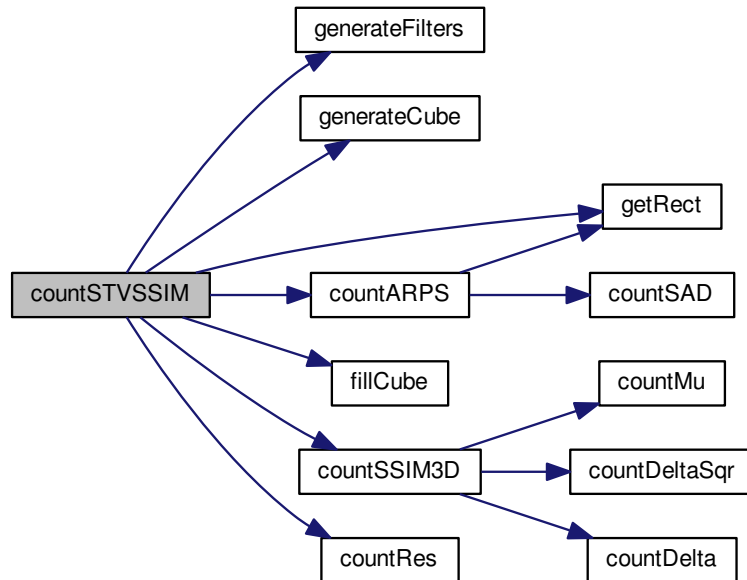 generateFilters
generateCube
getRect
countSTVSSIM
countARPS
countSAD
fillCube
countMu
countSSIM3D
countDeltaSqr
countRes
countDelta